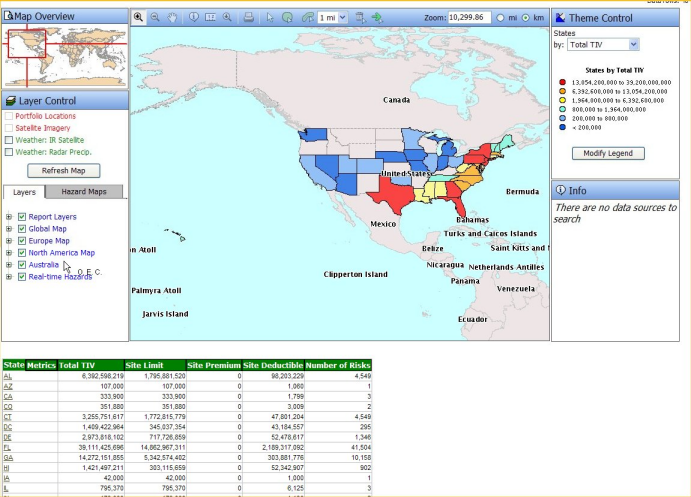 Map Overview
1 mi
Zoom: 10,299.86
mi
km
Theme Control
States
by: Total TIV
States by Total TIV
13,054,200,000 to 39,200,000,000
6,392,600,000 to 13,054,200,000
1,964,000,000 to 6,392,600,000
800,000 to 1,964,000,000
200,000 to 800,000
< 200,000
Modify Legend
Info
There are no data sources to
search
Layer Control
Portfolio Locations
Satellite Imagery
Weather: IR Satellite
Weather: Radar Precip.
Refresh Map
Layers Hazard Maps
Report Layers
Global Map
Europe Map
North America Map
Australia
O.E.C.
Real-time Hazards
Canada
United States
Bermuda
Mexico
Bahamas
Turks and Caicos Islands
Belize
Saint Kitts and
n Atoll
Nicaragua
Netherlands Antilles
Clipperton Island
Panama
Venezuela
Palmyra Atoll
Jarvis Island
Ecuador
State Metrics Total TIV Site Limit Site Premium Site Deductible Number of Risks
AL 6,392,598,219 1,795,881,520 0 98,203,229 4,549
AZ 107,000 107,000 0 1,060 1
CA 333,900 333,900 0 1,799 3
CO 351,880 351,880 0 3,009 2
CT 3,255,751,617 1,772,815,779 0 47,801,204 4,549
DC 1,409,422,964 345,037,354 0 43,184,557 295
DE 2,973,818,102 717,726,859 0 52,478,617 1,346
FL 39,111,425,696 14,662,967,311 0 2,189,317,092 41,504
GA 14,272,151,855 5,342,574,402 0 303,881,776 10,158
HI 1,421,497,211 303,115,659 0 52,342,907 902
IA 42,000 42,000 0 1,000 1
IL 795,370 795,370 0 6,125 3